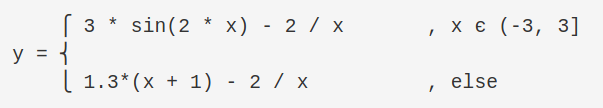 ⎧ 3 * sin(2 * x) - 2 / x , x є (-3, 3]
y = ⎨
⎩ 1.3*(x + 1) - 2 / x , else